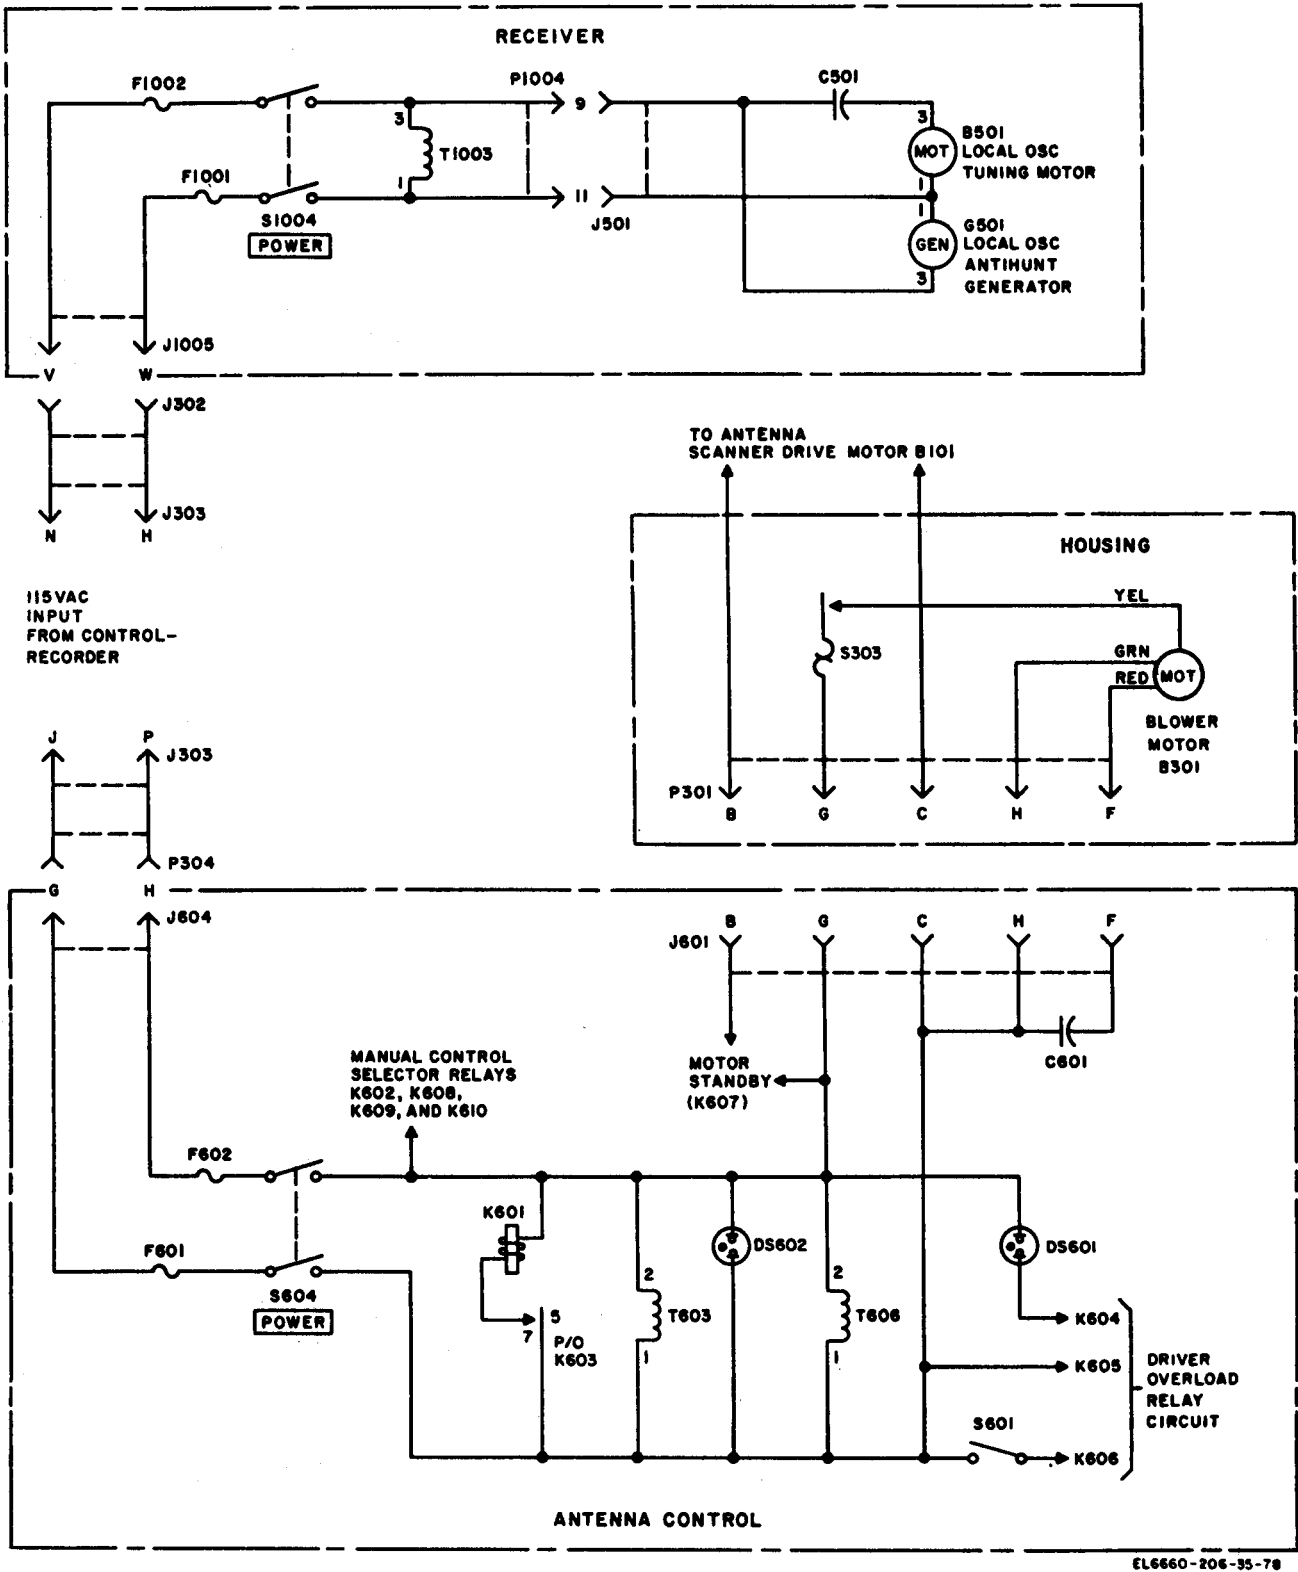 RECEIVER
F1002
P1004
9
C501
3
3
B501
MOT
LOCAL OSC
TUNING MOTOR
T1003
F1001
1
1
S1004
POWER
11
J501
1
G501
GEN
LOCAL OSC
ANTIHUNT
GENERATOR
3
J1005
V
W
J302
J303
N
H
TO ANTENNA
SCANNER DRIVE MOTOR B101
HOUSING
115VAC
INPUT
FROM CONTROL-
RECORDER
YEL
S303
GRN
RED
MOT
BLOWER
MOTOR
B301
J
P
J303
P301
B
G
C
H
F
P304
G
H
J604
J601
B
G
C
H
F
MANUAL CONTROL
SELECTOR RELAYS
K602, K608,
K609, AND K610
MOTOR
STANDBY
(K607)
C601
F602
K601
DS602
DS601
F601
S604
POWER
5
7
P/O
K603
2
T603
1
2
T606
1
K604
K605
K606
DRIVER
OVERLOAD
RELAY
CIRCUIT
S601
ANTENNA CONTROL
EL6660-206-35-78